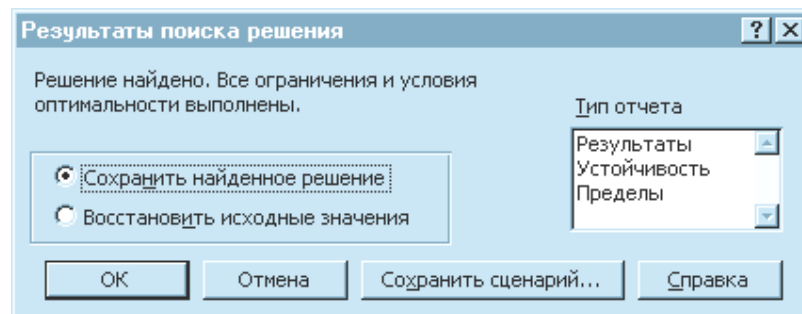 Результаты поиска решения
Решение найдено. Все ограничения и условия
оптимальности выполнены.
Тип отчета
Результаты
Устойчивость
Пределы
Сохранить найденное решение
Восстановить исходные значения
ОК
Отмена
Сохранить сценарий...
Справка